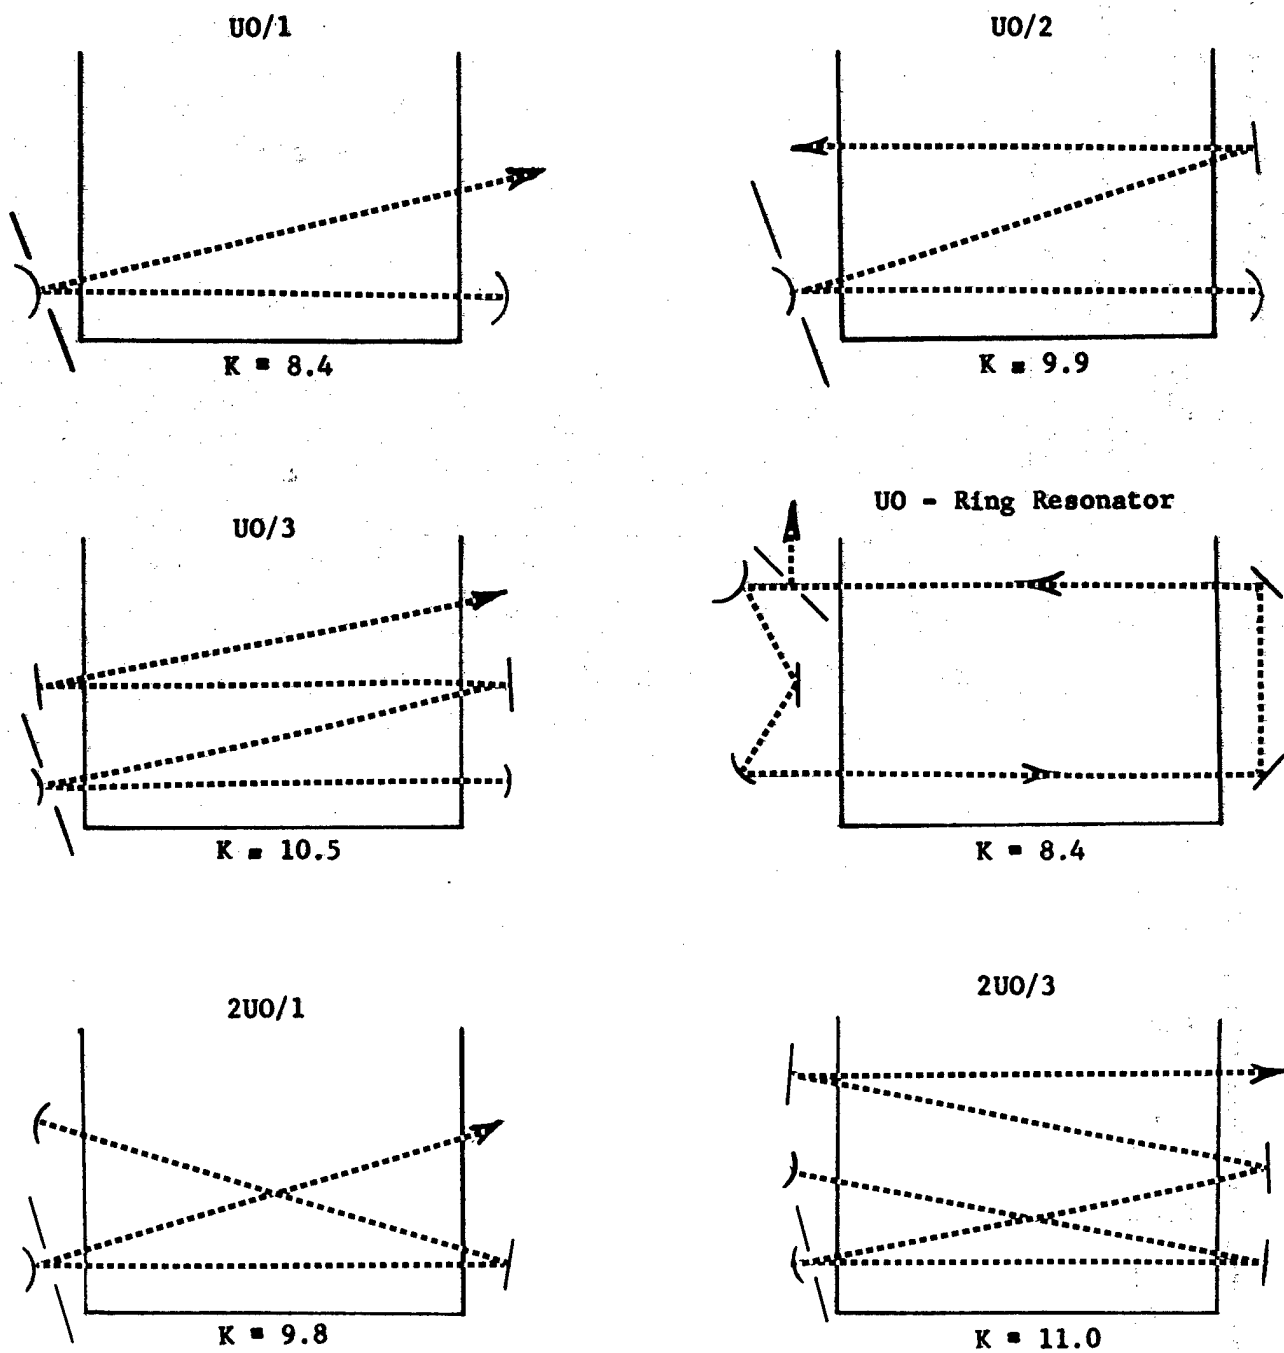 UO/1
UO/2
K = 8.4
K = 9.9
UO/3
UO - Ring Resonator
K = 10.5
K = 8.4
2UO/1
2UO/3
K = 9.8
K = 11.0